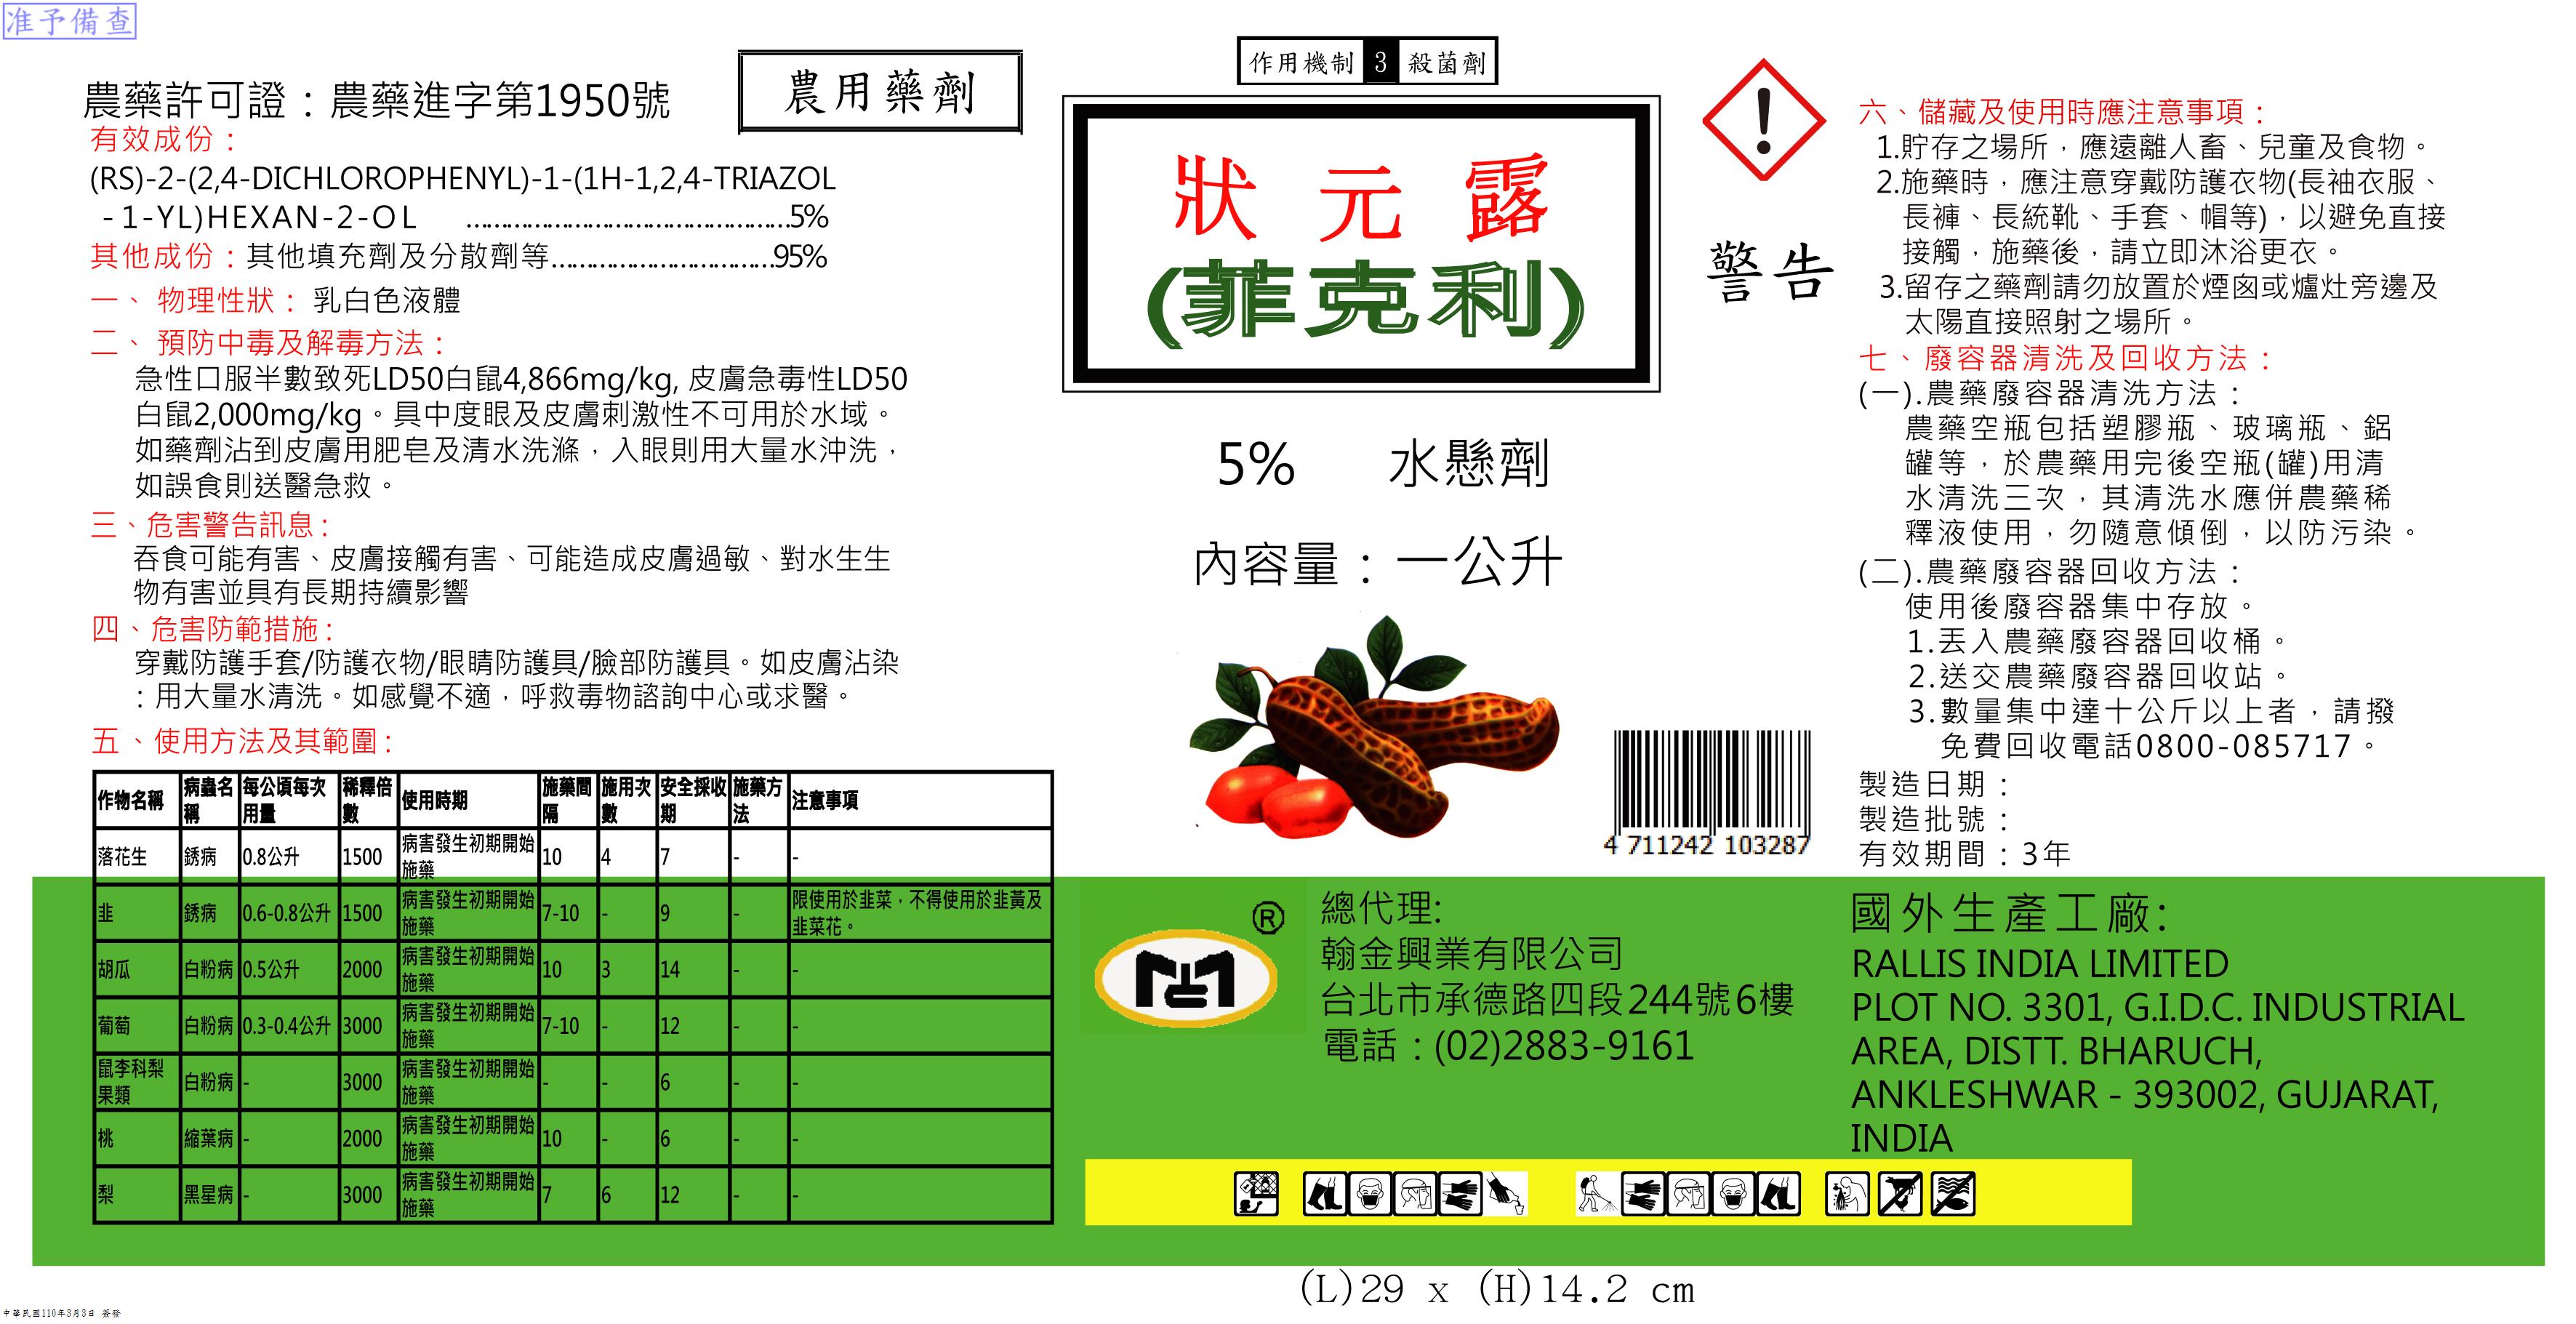 准予備查
農藥許可證：農藥進字第1950號
農用藥劑
有效成份：
(RS)-2-(2,4-DICHLOROPHENYL)-1-(1H-1,2,4-TRIAZOL
-1-YL)HEXAN-2-OL ................................................5%
其他成份：其他填充劑及分散劑等.................................95%
一、 物理性狀： 乳白色液體
二、 預防中毒及解毒方法：
急性口服半數致死LD50白鼠4,866mg/kg, 皮膚急毒性LD50
白鼠2,000mg/kg。具中度眼及皮膚刺激性不可用於水域。
如藥劑沾到皮膚用肥皂及清水洗滌，入眼則用大量水沖洗，
如誤食則送醫急救。
三、危害警告訊息：
吞食可能有害、皮膚接觸有害、可能造成皮膚過敏、對水生生
物有害並具有長期持續影響
四、危害防範措施：
穿戴防護手套/防護衣物/眼睛防護具/臉部防護具。如皮膚沾染
：用大量水清洗。如感覺不適，呼救毒物諮詢中心或求醫。
五、使用方法及其範圍：
作物名稱 病蟲名稱 每公頃每次用量 稀釋倍數 使用時期 施藥間隔 施用次數 安全採收期 施藥方法 注意事項
落花生 銹病 0.8公升 1500 病害發生初期開始施藥 10 4 7 - -
韭 銹病 0.6-0.8公升 1500 病害發生初期開始施藥 7-10 - 9 - 限使用於韭菜，不得使用於韭黃及韭菜花。
胡瓜 白粉病 0.5公升 2000 病害發生初期開始施藥 10 3 14 - -
葡萄 白粉病 0.3-0.4公升 3000 病害發生初期開始施藥 7-10 - 12 - -
鼠李科梨果類 白粉病 - 3000 病害發生初期開始施藥 - - 6 - -
桃 縮葉病 - 2000 病害發生初期開始施藥 10 - 6 - -
梨 黑星病 - 3000 病害發生初期開始施藥 7 6 12 - -
作用機制 3 殺菌劑
狀元露
(菲克利)
5% 水懸劑
內容量：一公升
4 711242 103287
®
總代理:
翰金興業有限公司
台北市承德路四段244號6樓
電話：(02)2883-9161
警告
六、儲藏及使用時應注意事項：
1.貯存之場所，應遠離人畜、兒童及食物。
2.施藥時，應注意穿戴防護衣物(長袖衣服、
長褲、長統靴、手套、帽等)，以避免直接
接觸，施藥後，請立即沐浴更衣。
3.留存之藥劑請勿放置於煙囪或爐灶旁邊及
太陽直接照射之場所。
七、廢容器清洗及回收方法：
(一).農藥廢容器清洗方法：
農藥空瓶包括塑膠瓶、玻璃瓶、鋁
罐等，於農藥用完後空瓶(罐)用清
水清洗三次，其清洗水應併農藥稀
釋液使用，勿隨意傾倒，以防污染。
(二).農藥廢容器回收方法：
使用後廢容器集中存放。
1.丟入農藥廢容器回收桶。
2.送交農藥廢容器回收站。
3.數量集中達十公斤以上者，請撥
免費回收電話0800-085717。
製造日期：
製造批號：
有效期間：3年
國外生產工廠:
RALLIS INDIA LIMITED
PLOT NO. 3301, G.I.D.C. INDUSTRIAL
AREA, DISTT. BHARUCH,
ANKLESHWAR - 393002, GUJARAT,
INDIA
(L)29 x (H)14.2 cm
中華民國110年3月3日 簽發